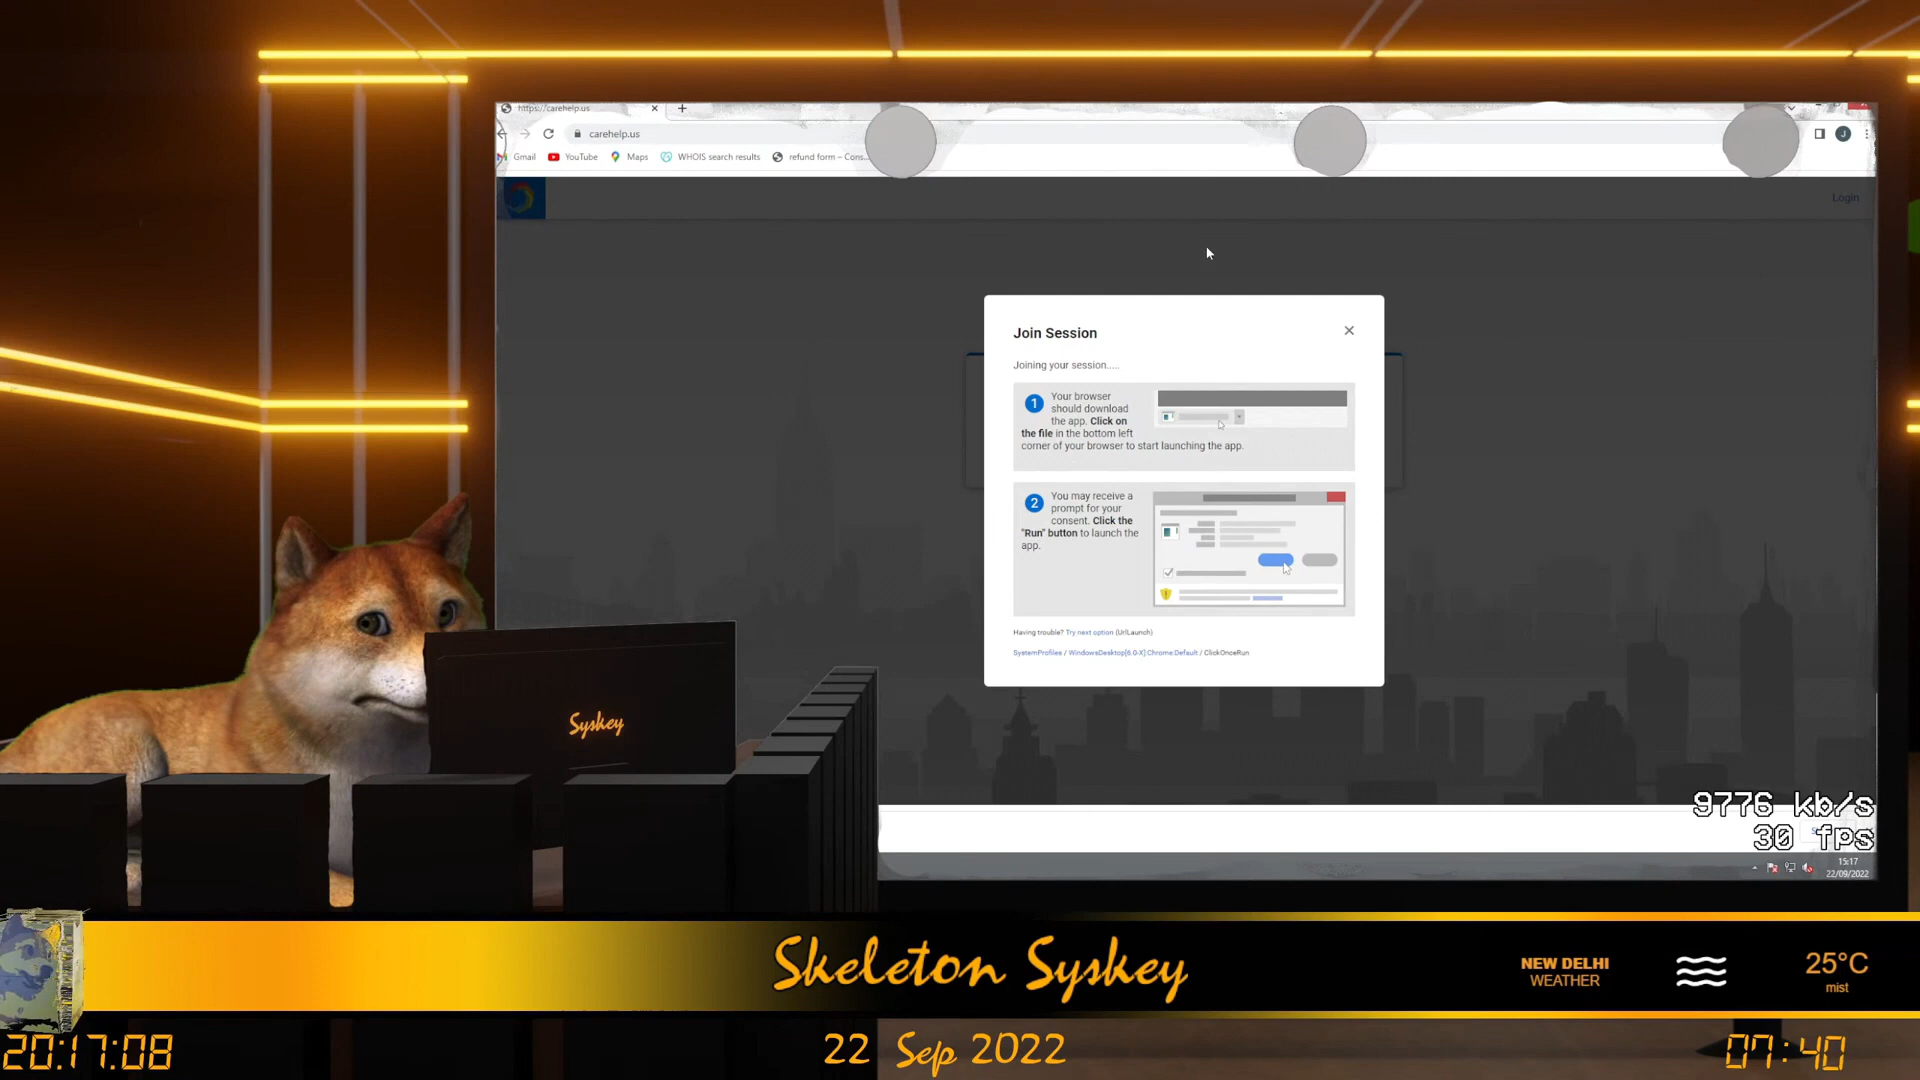 https://carehelp.us
carehelp.us
Gmail YouTube Maps WHOIS search results refund form – Cons...
Login
Join Session
Joining your session.....
1 Your browser
should download
the app. Click on
the file in the bottom left
corner of your browser to start launching the app.
2 You may receive a
prompt for your
consent. Click the
"Run" button to launch the
app.
Having trouble? Try next option (UrlLaunch)
SystemProfiles / WindowsDesktop[6.0-X] Chrome:Default / ClickOnceRun
Syskey
9776 kb/s
30 fps
15:17
22/09/2022
Skeleton Syskey
NEW DELHI
WEATHER
25°C
mist
20:17:08
22 Sep 2022
07:40